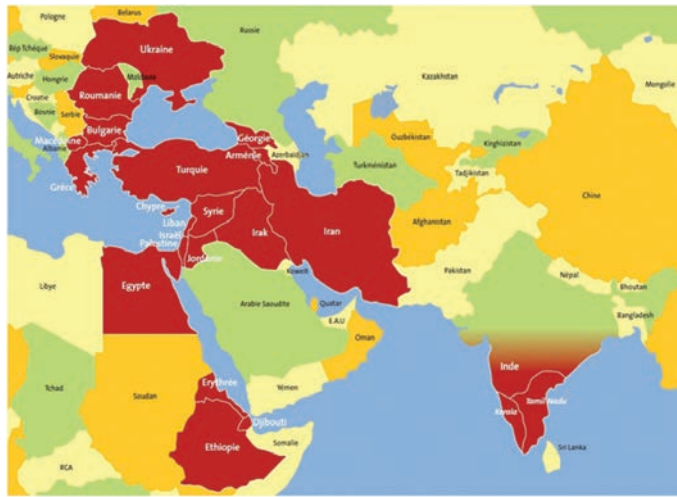 Pologne
Belarus
Russie
Rép Tchèque
Ukraine
Slovaquie
Autriche
Hongrie
Moldavie
Kazakhstan
Mongolie
Croatie
Roumanie
Bosnie
Serbie
Bulgarie
Macédoine
Albanie
Géorgie
Arménie
Azerbaïdjan
Ouzbékistan
Kirghizistan
Turquie
Turkménistan
Tadjikistan
Grèce
Chypre
Syrie
Liban
Israël
Palestine
Irak
Iran
Afghanistan
Chine
Jordanie
Koweït
Pakistan
Népal
Bhoutan
Libye
Egypte
Arabie Saoudite
Quatar
E.A.U
Bangladesh
Oman
Inde
Tchad
Soudan
Erythrée
Yémen
Kerala
Tamil Nadu
Djibouti
Ethiopie
Somalie
Sri Lanka
RCA